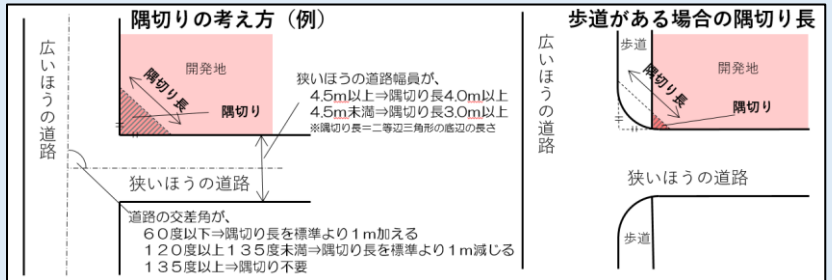 隅切りの考え方（例）
広いほうの道路
開発地
隅切り長
隅切り
狭いほうの道路幅員が、
4.5m以上⇒隅切り長4.0m以上
4.5m未満⇒隅切り長3.0m以上
※隅切り長＝二等辺三角形の底辺の長さ
狭いほうの道路
道路の交差角が、
６０度以下⇒隅切り長を標準より１ｍ加える
１２０度以上１３５度未満⇒隅切り長を標準より１ｍ減じる
１３５度以上⇒隅切り不要
歩道がある場合の隅切り長
広いほうの道路
歩道
開発地
隅切り長
隅切り
狭いほうの道路
歩道